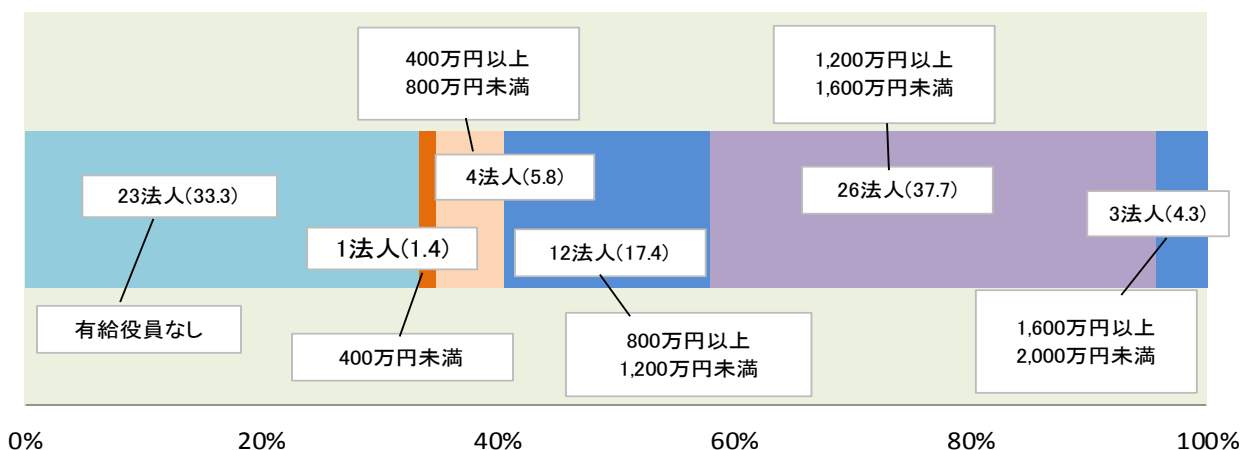 400万円以上
800万円未満
1,200万円以上
1,600万円未満
23法人(33.3)
4法人(5.8)
26法人(37.7)
3法人(4.3)
1法人(1.4)
12法人(17.4)
有給役員なし
400万円未満
800万円以上
1,200万円未満
1,600万円以上
2,000万円未満
0%
20%
40%
60%
80%
100%